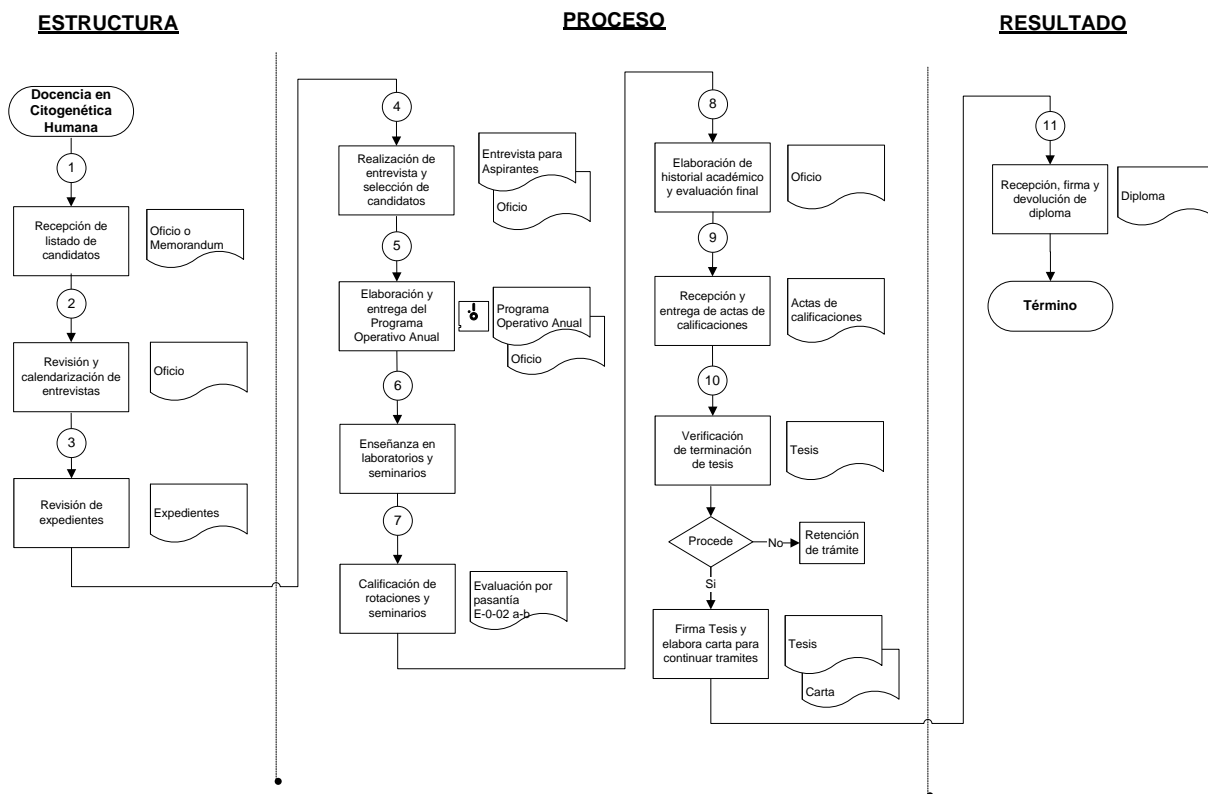 ESTRUCTURA
PROCESO
RESULTADO
Docencia en
Citogenética
Humana
1
Recepción de
listado de
candidatos
Oficio o
Memorandum
2
Revisión y
calendarización de
entrevistas
Oficio
3
Revisión de
expedientes
Expedientes
4
Realización de
entrevista y
selección de
candidatos
Entrevista para
Aspirantes
Oficio
5
Elaboración y
entrega del
Programa
Operativo Anual
Programa
Operativo Anual
Oficio
6
Enseñanza en
laboratorios y
seminarios
7
Calificación de
rotaciones y
seminarios
Evaluación por
pasantía
E-0-02 a-b
8
Elaboración de
historial académico
y evaluación final
Oficio
9
Recepción y
entrega de actas de
calificaciones
Actas de
calificaciones
10
Verificación
de terminación
de tesis
Tesis
Procede
No
Retención
de trámite
Si
Firma Tesis y
elabora carta para
continuar tramites
Tesis
Carta
11
Recepción, firma y
devolución de
diploma
Diploma
Término